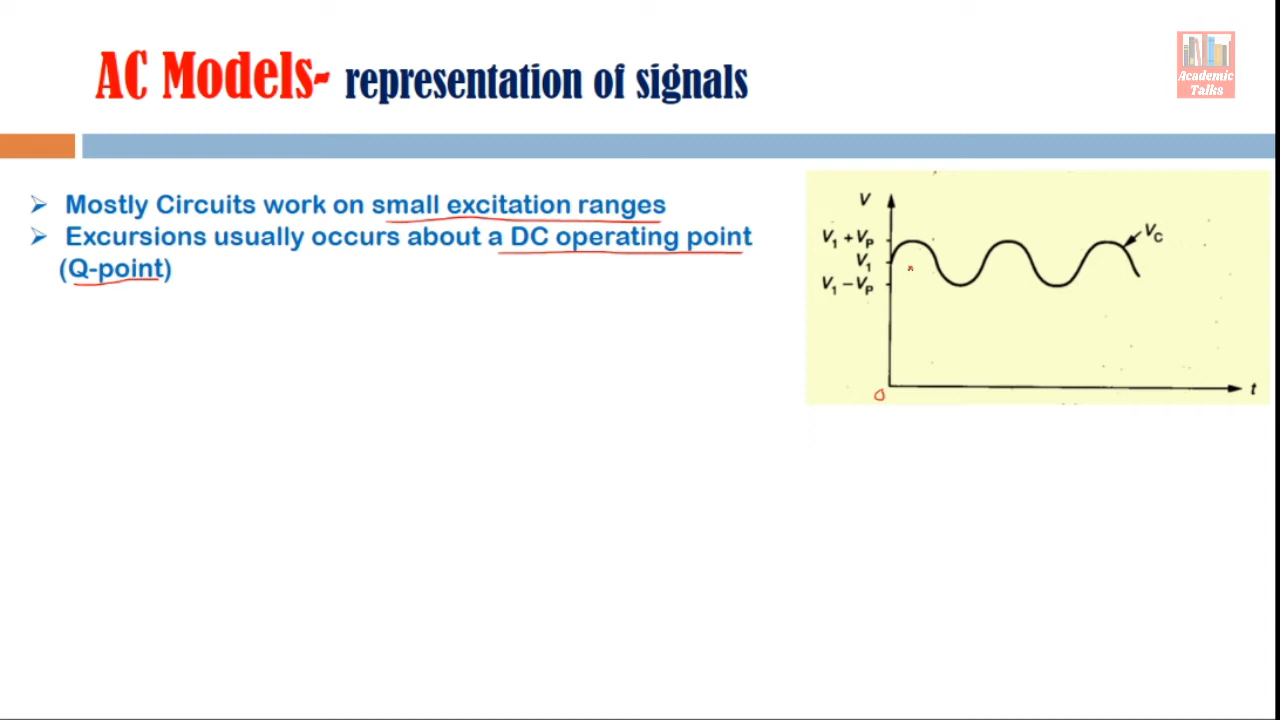 AC Models- representation of signals
Academic
Talks
Mostly Circuits work on small excitation ranges
Excursions usually occurs about a DC operating point
(Q-point)
V
V₁ + Vₚ
V₁
V₁ − Vₚ
V_C
0
t